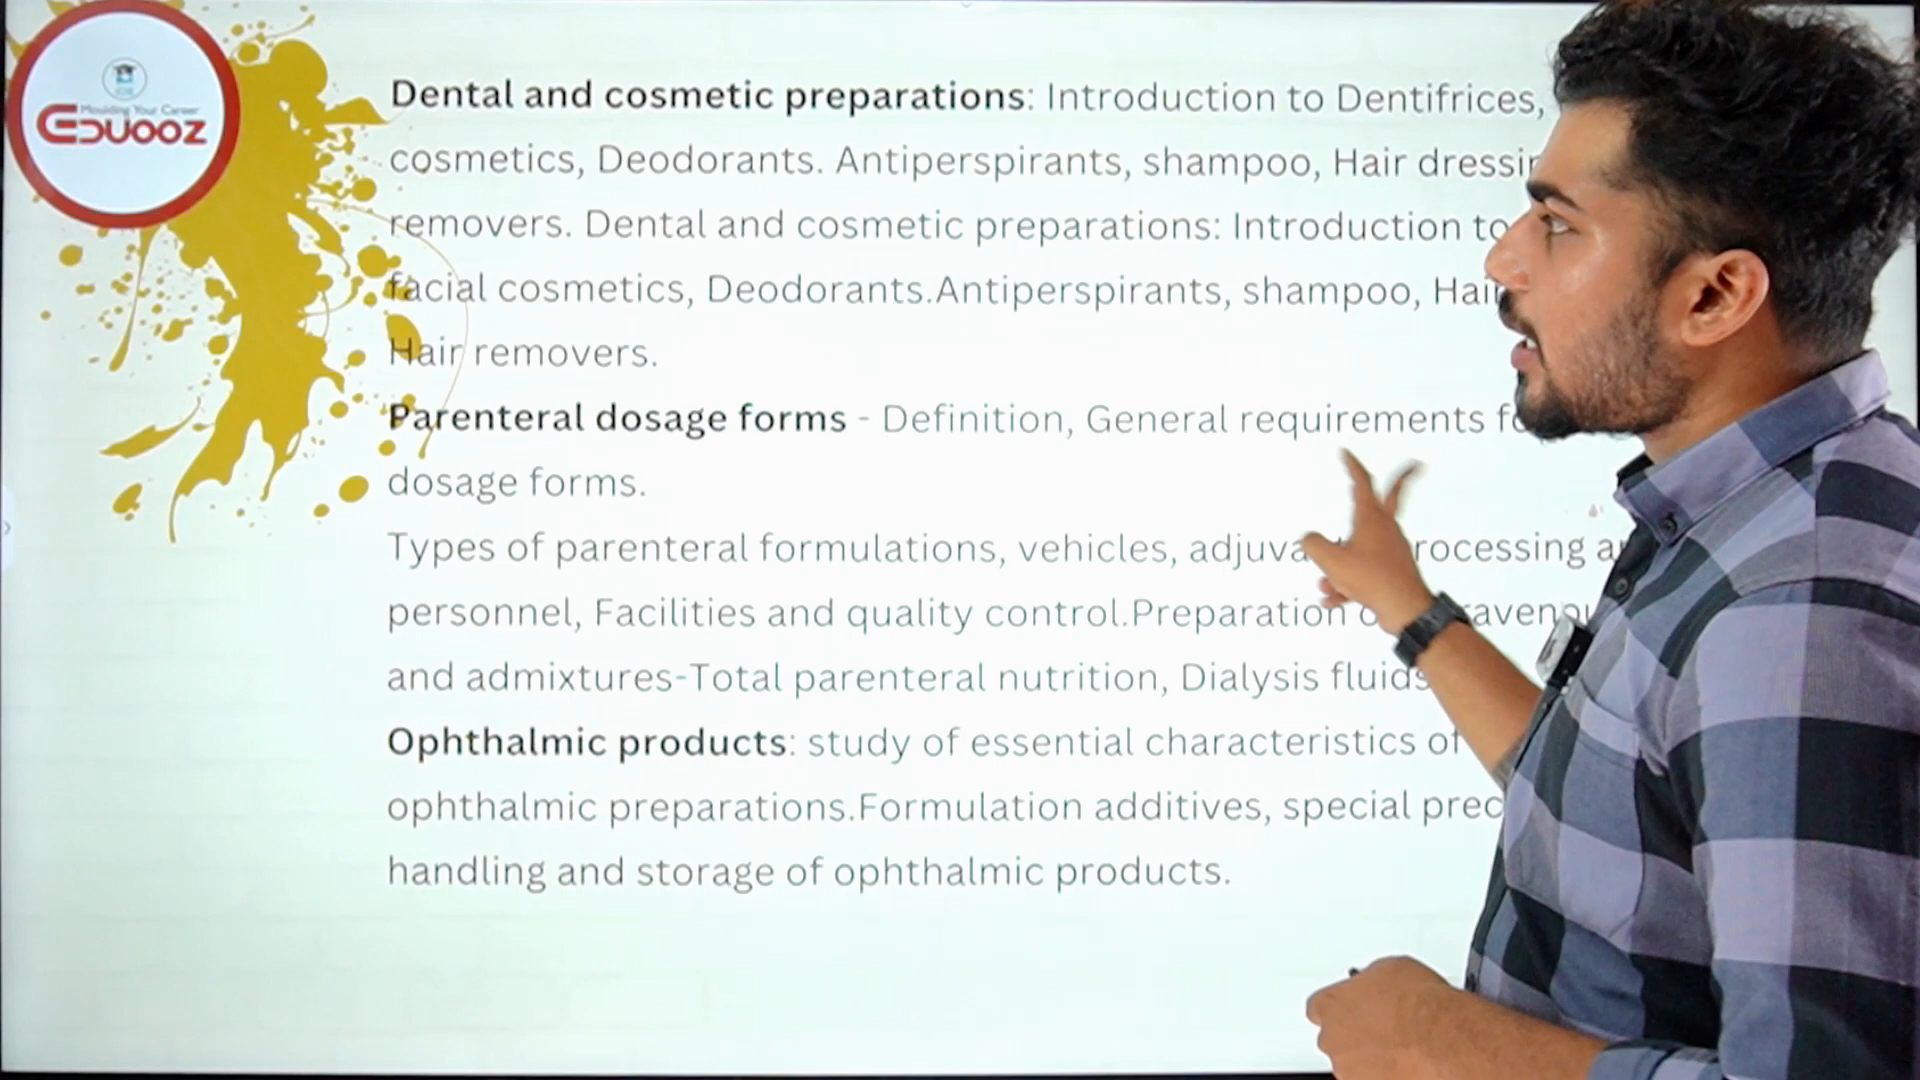 Moulding Your Career
EDUOOZ
Dental and cosmetic preparations: Introduction to Dentifrices,
cosmetics, Deodorants. Antiperspirants, shampoo, Hair
removers. Dental and cosmetic preparations: Introduction to
facial cosmetics, Deodorants.Antiperspirants, shampoo, Hair
Hair removers.
Parenteral dosage forms - Definition, General requirements
dosage forms.
Types of parenteral formulations, vehicles,
personnel, Facilities and quality control.Preparation
and admixtures-Total parenteral nutrition, Dialysis fluids
Ophthalmic products: study of essential characteristics of
ophthalmic preparations.Formulation additives, special
handling and storage of ophthalmic products.